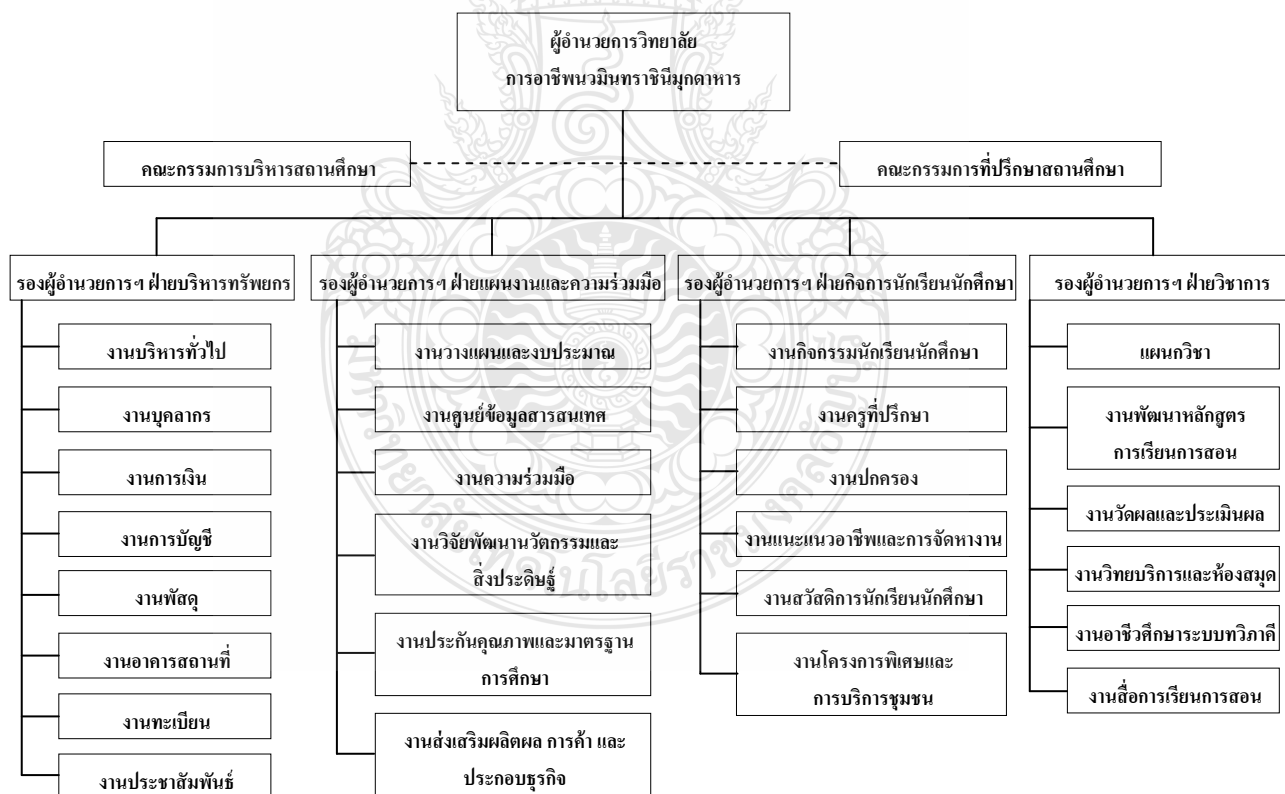 ผู้อำนวยการวิทยาลัย
การอาชีพนวมินทราชินีมุกดาหาร
คณะกรรมการบริหารสถานศึกษา
คณะกรรมการที่ปรึกษาสถานศึกษา
รองผู้อำนวยการฯ ฝ่ายบริหารทรัพยกร
งานบริหารทั่วไป
งานบุคลากร
งานการเงิน
งานการบัญชี
งานพัสดุ
งานอาคารสถานที่
งานทะเบียน
งานประชาสัมพันธ์
รองผู้อำนวยการฯ ฝ่ายแผนงานและความร่วมมือ
งานวางแผนและงบประมาณ
งานศูนย์ข้อมูลสารสนเทศ
งานความร่วมมือ
งานวิจัยพัฒนานวัตกรรมและ
สิ่งประดิษฐ์
งานประกันคุณภาพและมาตรฐาน
การศึกษา
งานส่งเสริมผลิตผล การค้า และ
ประกอบธุรกิจ
รองผู้อำนวยการฯ ฝ่ายกิจการนักเรียนนักศึกษา
งานกิจกรรมนักเรียนนักศึกษา
งานครูที่ปรึกษา
งานปกครอง
งานแนะแนวอาชีพและการจัดหางาน
งานสวัสดิการนักเรียนนักศึกษา
งานโครงการพิเศษและ
การบริการชุมชน
รองผู้อำนวยการฯ ฝ่ายวิชาการ
แผนกวิชา
งานพัฒนาหลักสูตร
การเรียนการสอน
งานวัดผลและประเมินผล
งานวิทยบริการและห้องสมุด
งานอาชีวศึกษาระบบทวิภาคี
งานสื่อการเรียนการสอน